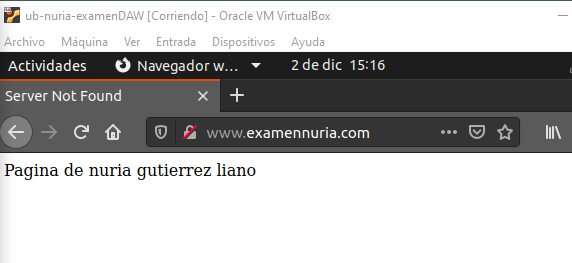 ub-nuria-examenDAW [Corriendo] - Oracle VM VirtualBox
Archivo Máquina Ver Entrada Dispositivos Ayuda
Actividades Navegador w… 2 de dic 15:16
Server Not Found
www.examennuria.com
Pagina de nuria gutierrez liano